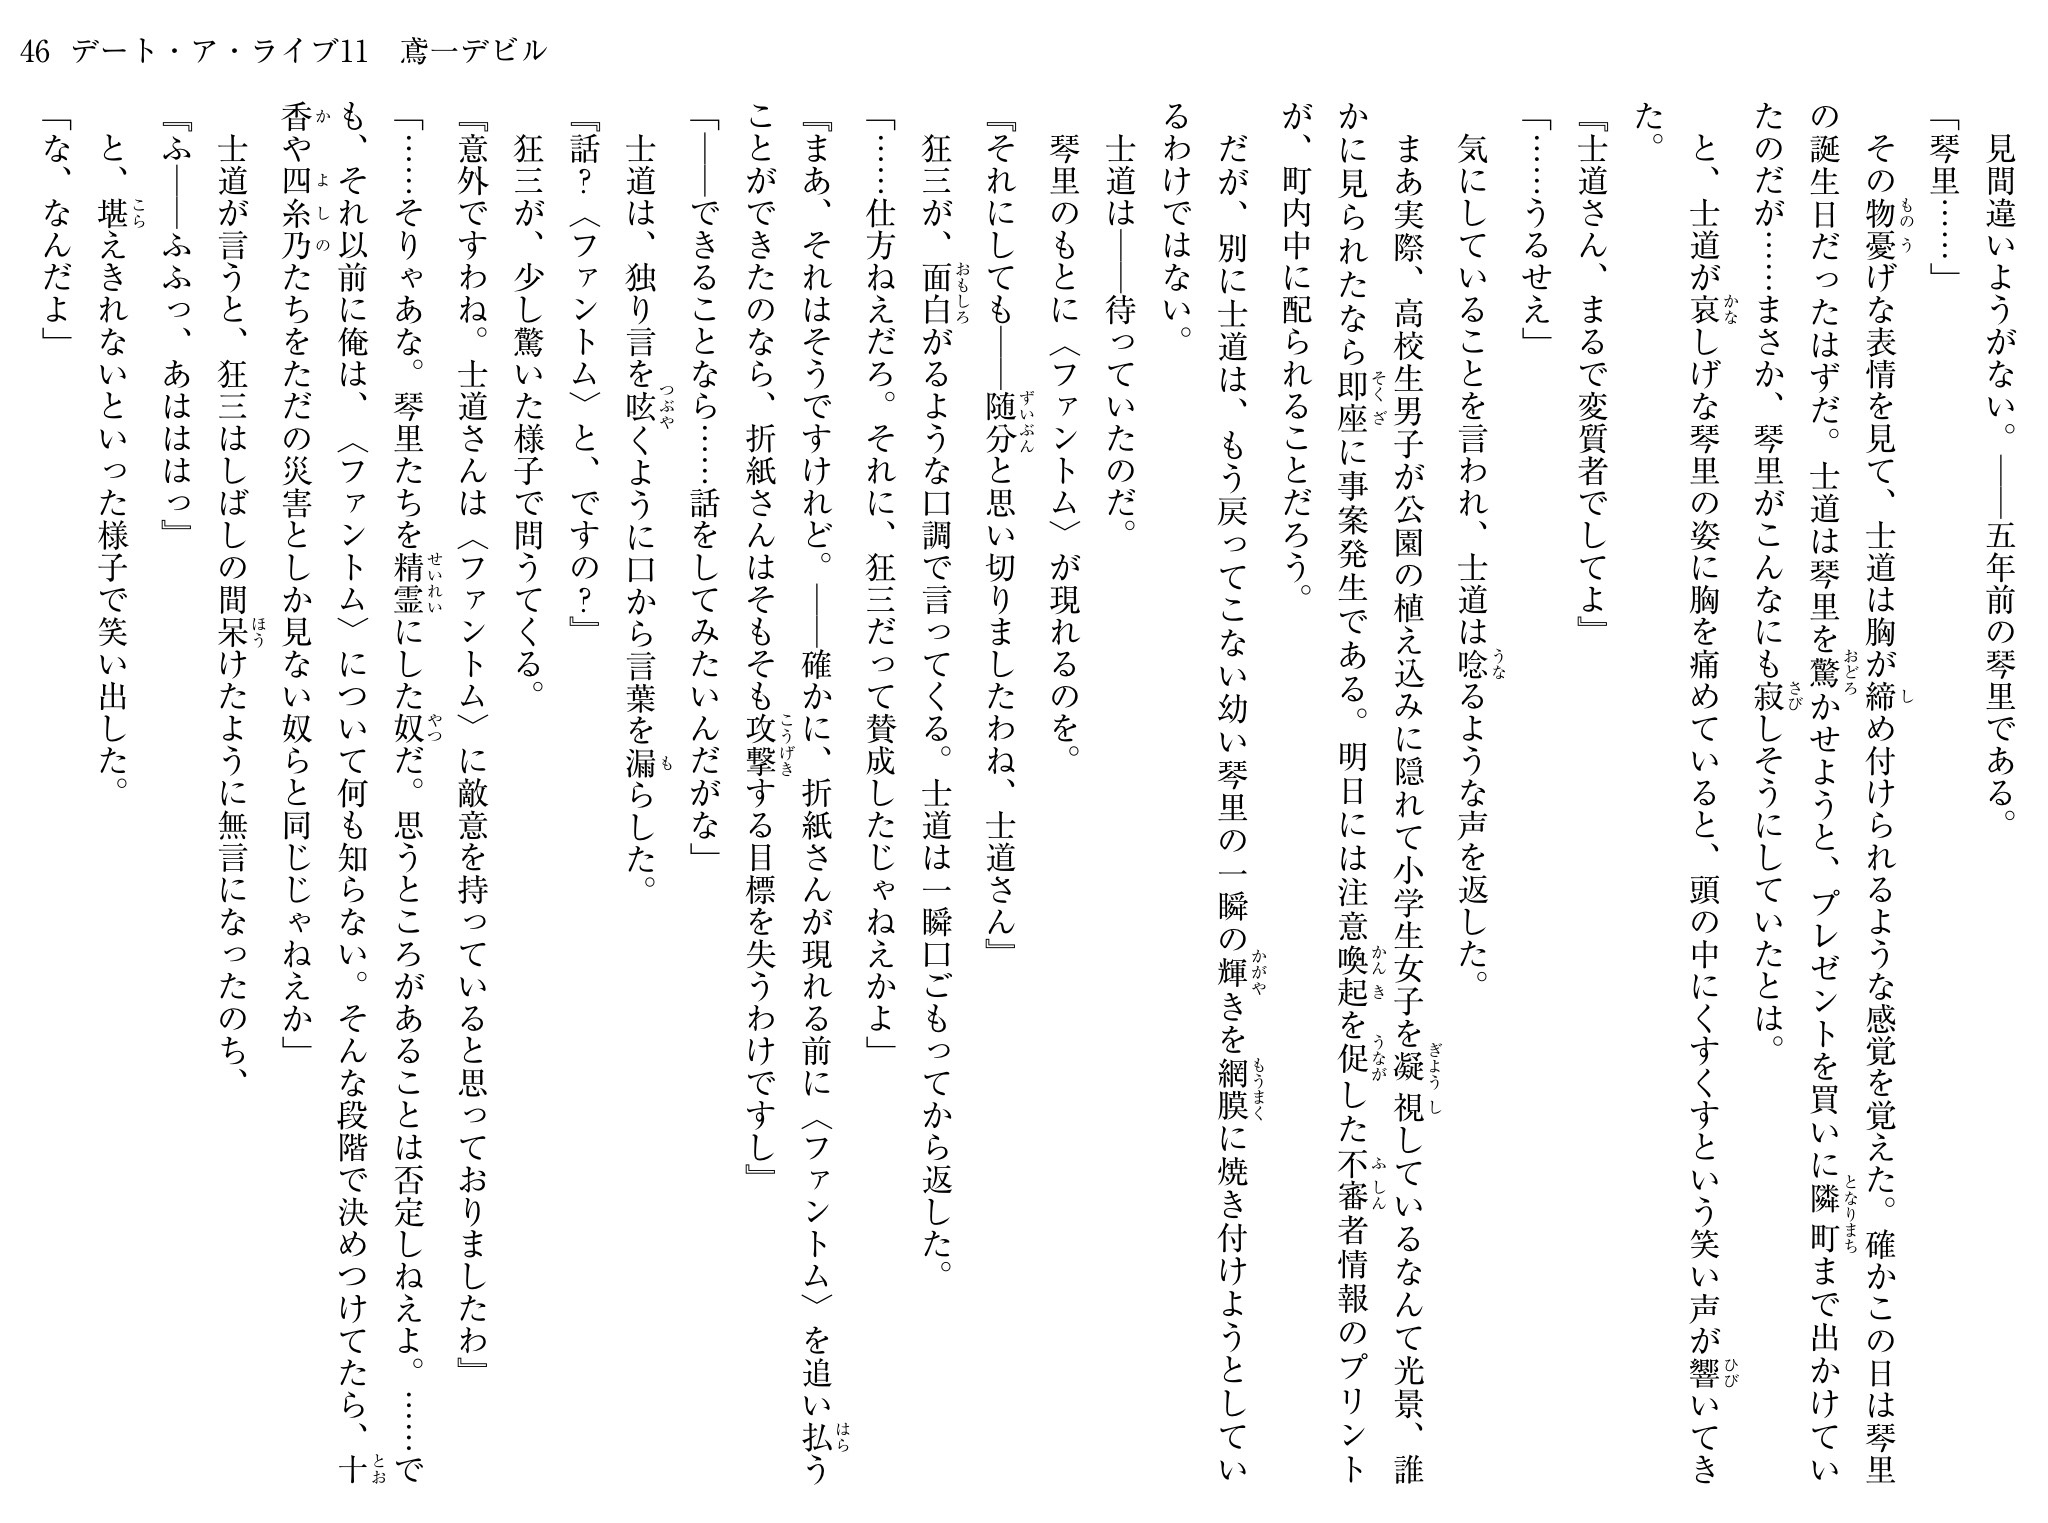 46 デート・ア・ライブ11 鳶一デビル
見間違いようがない。――五年前の琴里である。
「琴里……」
その物憂げな表情を見て、士道は胸が締め付けられるような感覚を覚えた。確かこの日は琴里
の誕生日だったはずだ。士道は琴里を驚かせようと、プレゼントを買いに隣町まで出かけてい
たのだが……まさか、琴里がこんなにも寂しそうにしていたとは。
と、士道が哀しげな琴里の姿に胸を痛めていると、頭の中にくすくすという笑い声が響いてき
た。
『士道さん、まるで変質者でしてよ』
「……うるせえ」
気にしていることを言われ、士道は唸るような声を返した。
まあ実際、高校生男子が公園の植え込みに隠れて小学生女子を凝視しているなんて光景、誰
かに見られたなら即座に事案発生である。明日には注意喚起を促した不審者情報のプリント
が、町内中に配られることだろう。
だが、別に士道は、もう戻ってこない幼い琴里の一瞬の輝きを網膜に焼き付けようとしてい
るわけではない。
士道は――待っていたのだ。
琴里のもとに〈ファントム〉が現れるのを。
『それにしても――随分と思い切りましたわね、士道さん』
狂三が、面白がるような口調で言ってくる。士道は一瞬口ごもってから返した。
「……仕方ねえだろ。それに、狂三だって賛成したじゃねえかよ」
『まあ、それはそうですけれど。――確かに、折紙さんが現れる前に〈ファントム〉を追い払う
ことができたのなら、折紙さんはそもそも攻撃する目標を失うわけですし』
「――できることなら……話をしてみたいんだがな」
士道は、独り言を呟くように口から言葉を漏らした。
『話？〈ファントム〉と、ですの？』
狂三が、少し驚いた様子で問うてくる。
『意外ですわね。士道さんは〈ファントム〉に敵意を持っていると思っておりましたわ』
「……そりゃあな。琴里たちを精霊にした奴だ。思うところがあることは否定しねえよ。……で
も、それ以前に俺は、〈ファントム〉について何も知らない。そんな段階で決めつけてたら、十
香や四糸乃たちをただの災害としか見ない奴らと同じじゃねえか」
士道が言うと、狂三はしばしの間呆けたように無言になったのち、
『ふ――ふふっ、あはははっ』
と、堪えきれないといった様子で笑い出した。
「な、なんだよ」